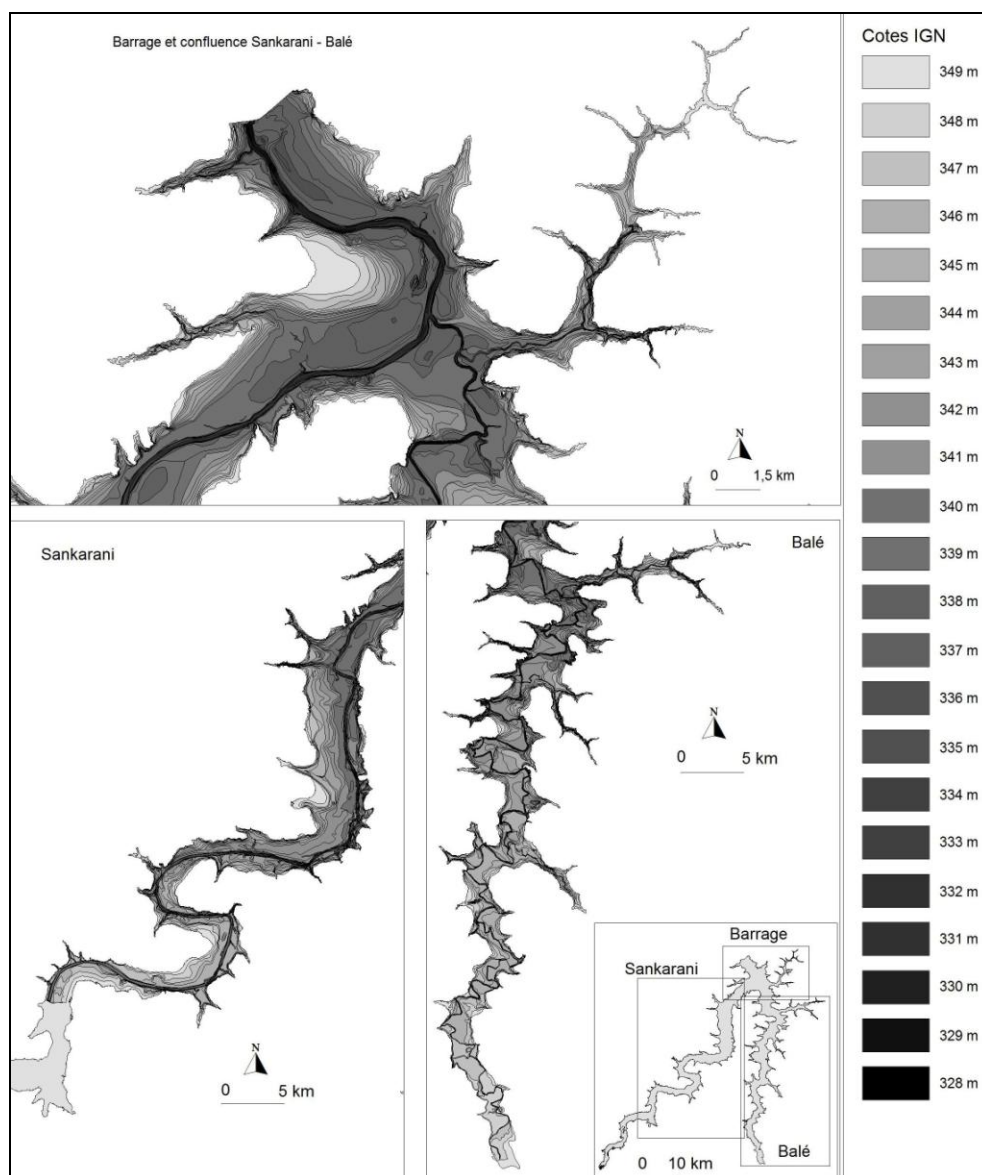 Barrage et confluence Sankarani - Balé
N
0 1,5 km
Sankarani
N
0 5 km
Balé
N
0 5 km
Barrage
Sankarani
Balé
0 10 km
Cotes IGN
349 m
348 m
347 m
346 m
345 m
344 m
343 m
342 m
341 m
340 m
339 m
338 m
337 m
336 m
335 m
334 m
333 m
332 m
331 m
330 m
329 m
328 m